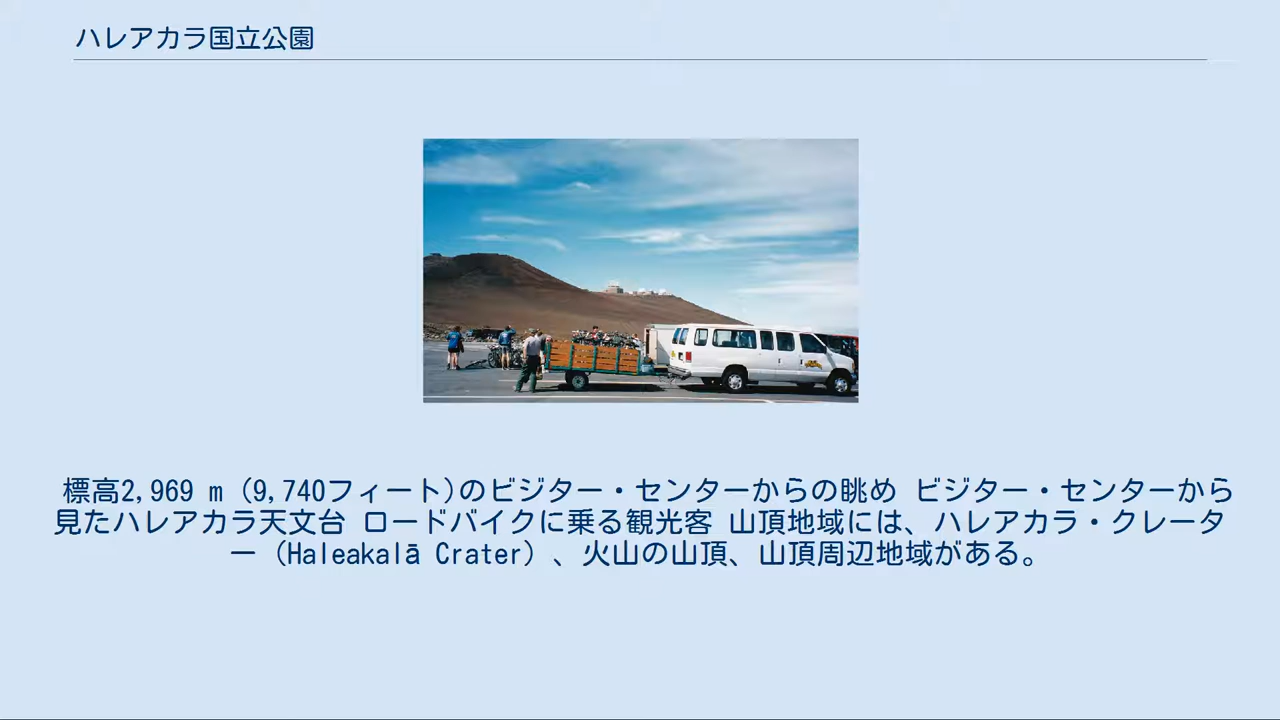 ハレアカラ国立公園
標高2,969 m (9,740フィート)のビジター・センターからの眺め ビジター・センターから
見たハレアカラ天文台 ロードバイクに乗る観光客 山頂地域には、ハレアカラ・クレータ
ー（Haleakalā Crater）、火山の山頂、山頂周辺地域がある。